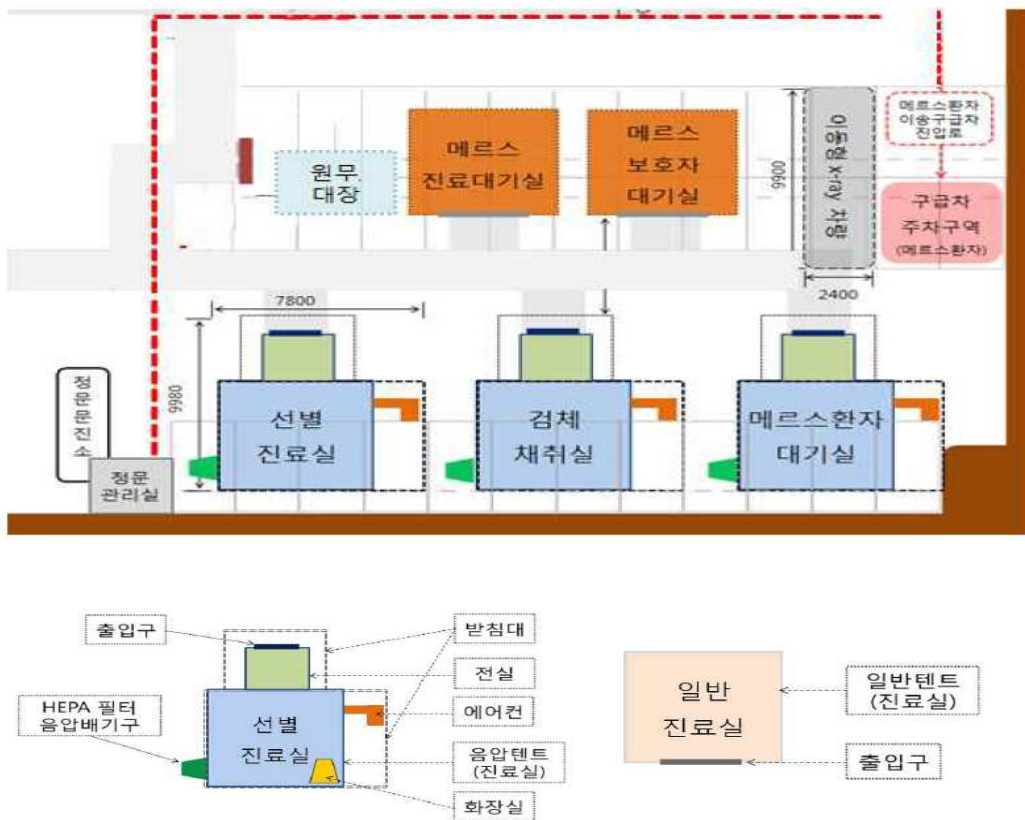 메르스환자
이송구급차
진입로
원무
대장
메르스
진료대기실
메르스
보호자
대기실
9900
이동형 x-ray 차량
구급차
주차구역
(메르스환자)
7800
2400
9980
정문문진소
선별
진료실
검체
채취실
메르스환자
대기실
정문
관리실
출입구
받침대
전실
HEPA 필터
음압배기구
선별
진료실
에어컨
음압텐트
(진료실)
화장실
일반
진료실
일반텐트
(진료실)
출입구